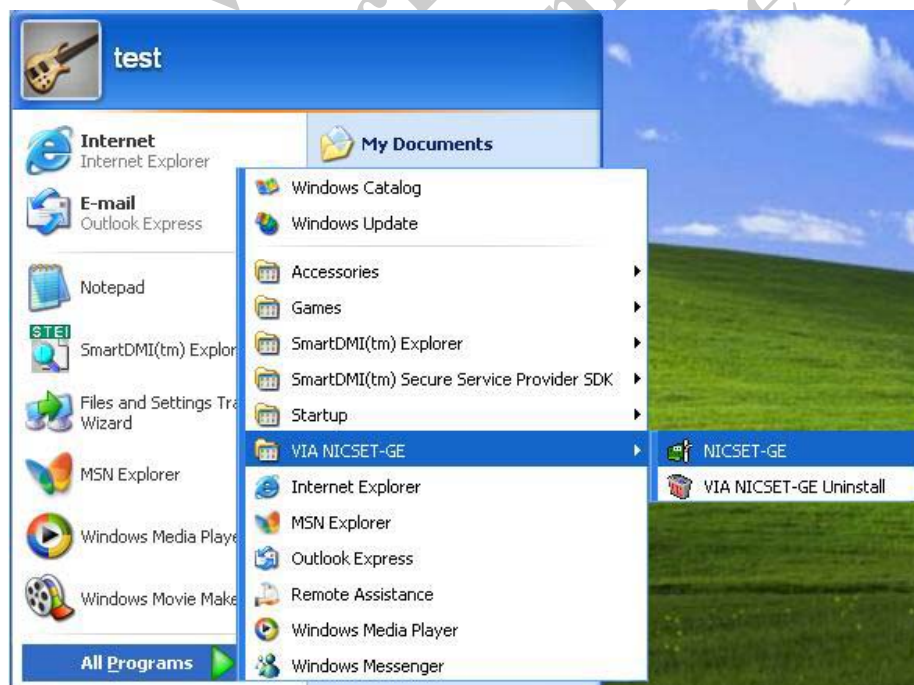 test
Internet
Internet Explorer
My Documents
E-mail
Outlook Express
Notepad
STEI
SmartDMI(tm) Explor
Files and Settings Tra
Wizard
MSN Explorer
Windows Media Playe
Windows Movie Make
All Programs
Windows Catalog
Windows Update
Accessories
Games
SmartDMI(tm) Explorer
SmartDMI(tm) Secure Service Provider SDK
Startup
VIA NICSET-GE
Internet Explorer
MSN Explorer
Outlook Express
Remote Assistance
Windows Media Player
Windows Messenger
NICSET-GE
VIA NICSET-GE Uninstall